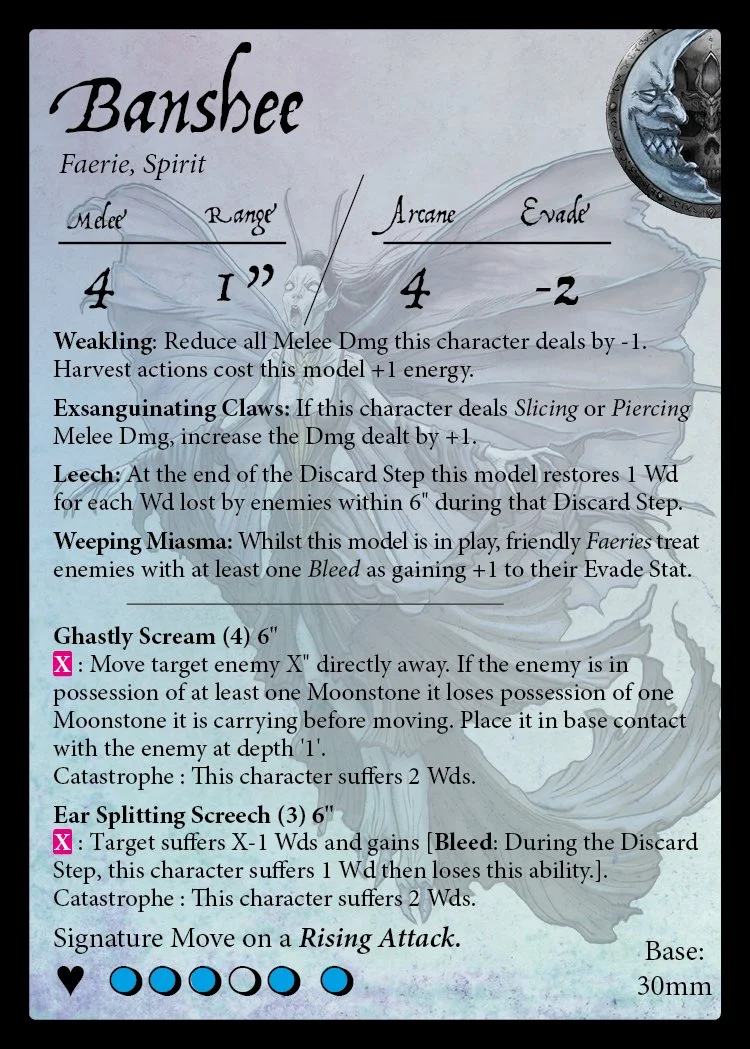 Banshee
Faerie, Spirit
Melee Range Arcane Evade
4 1” 4 -2
Weakling: Reduce all Melee Dmg this character deals by -1.
Harvest actions cost this model +1 energy.
Exsanguinating Claws: If this character deals Slicing or Piercing
Melee Dmg, increase the Dmg dealt by +1.
Leech: At the end of the Discard Step this model restores 1 Wd
for each Wd lost by enemies within 6" during that Discard Step.
Weeping Miasma: Whilst this model is in play, friendly Faeries treat
enemies with at least one Bleed as gaining +1 to their Evade Stat.
Ghastly Scream (4) 6"
X : Move target enemy X" directly away. If the enemy is in
possession of at least one Moonstone it loses possession of one
Moonstone it is carrying before moving. Place it in base contact
with the enemy at depth '1'.
Catastrophe : This character suffers 2 Wds.
Ear Splitting Screech (3) 6"
X : Target suffers X-1 Wds and gains [Bleed: During the Discard
Step, this character suffers 1 Wd then loses this ability.].
Catastrophe : This character suffers 2 Wds.
Signature Move on a Rising Attack.
Base:
30mm